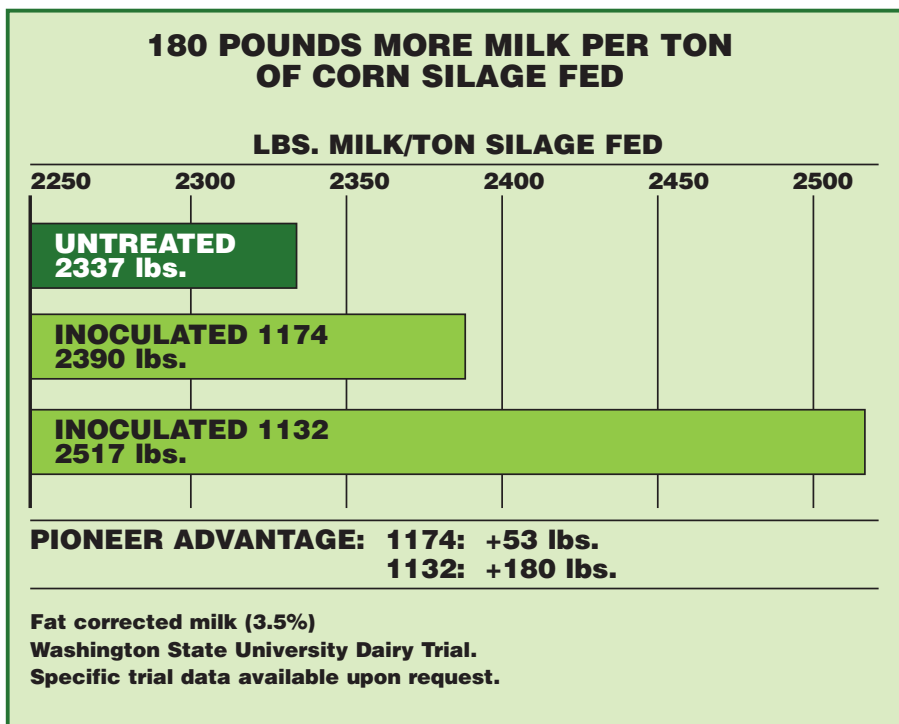 180 POUNDS MORE MILK PER TON
OF CORN SILAGE FED
LBS. MILK/TON SILAGE FED
2250 2300 2350 2400 2450 2500
UNTREATED
2337 lbs.
INOCULATED 1174
2390 lbs.
INOCULATED 1132
2517 lbs.
PIONEER ADVANTAGE: 1174: +53 lbs.
1132: +180 lbs.
Fat corrected milk (3.5%)
Washington State University Dairy Trial.
Specific trial data available upon request.